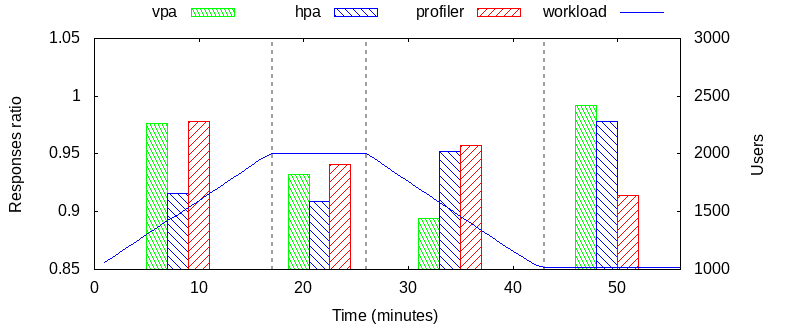 vpa hpa profiler workload
1.05 3000
1 2500
0.95 2000
0.9 1500
0.85 1000
Responses ratio
Users
0 10 20 30 40 50
Time (minutes)